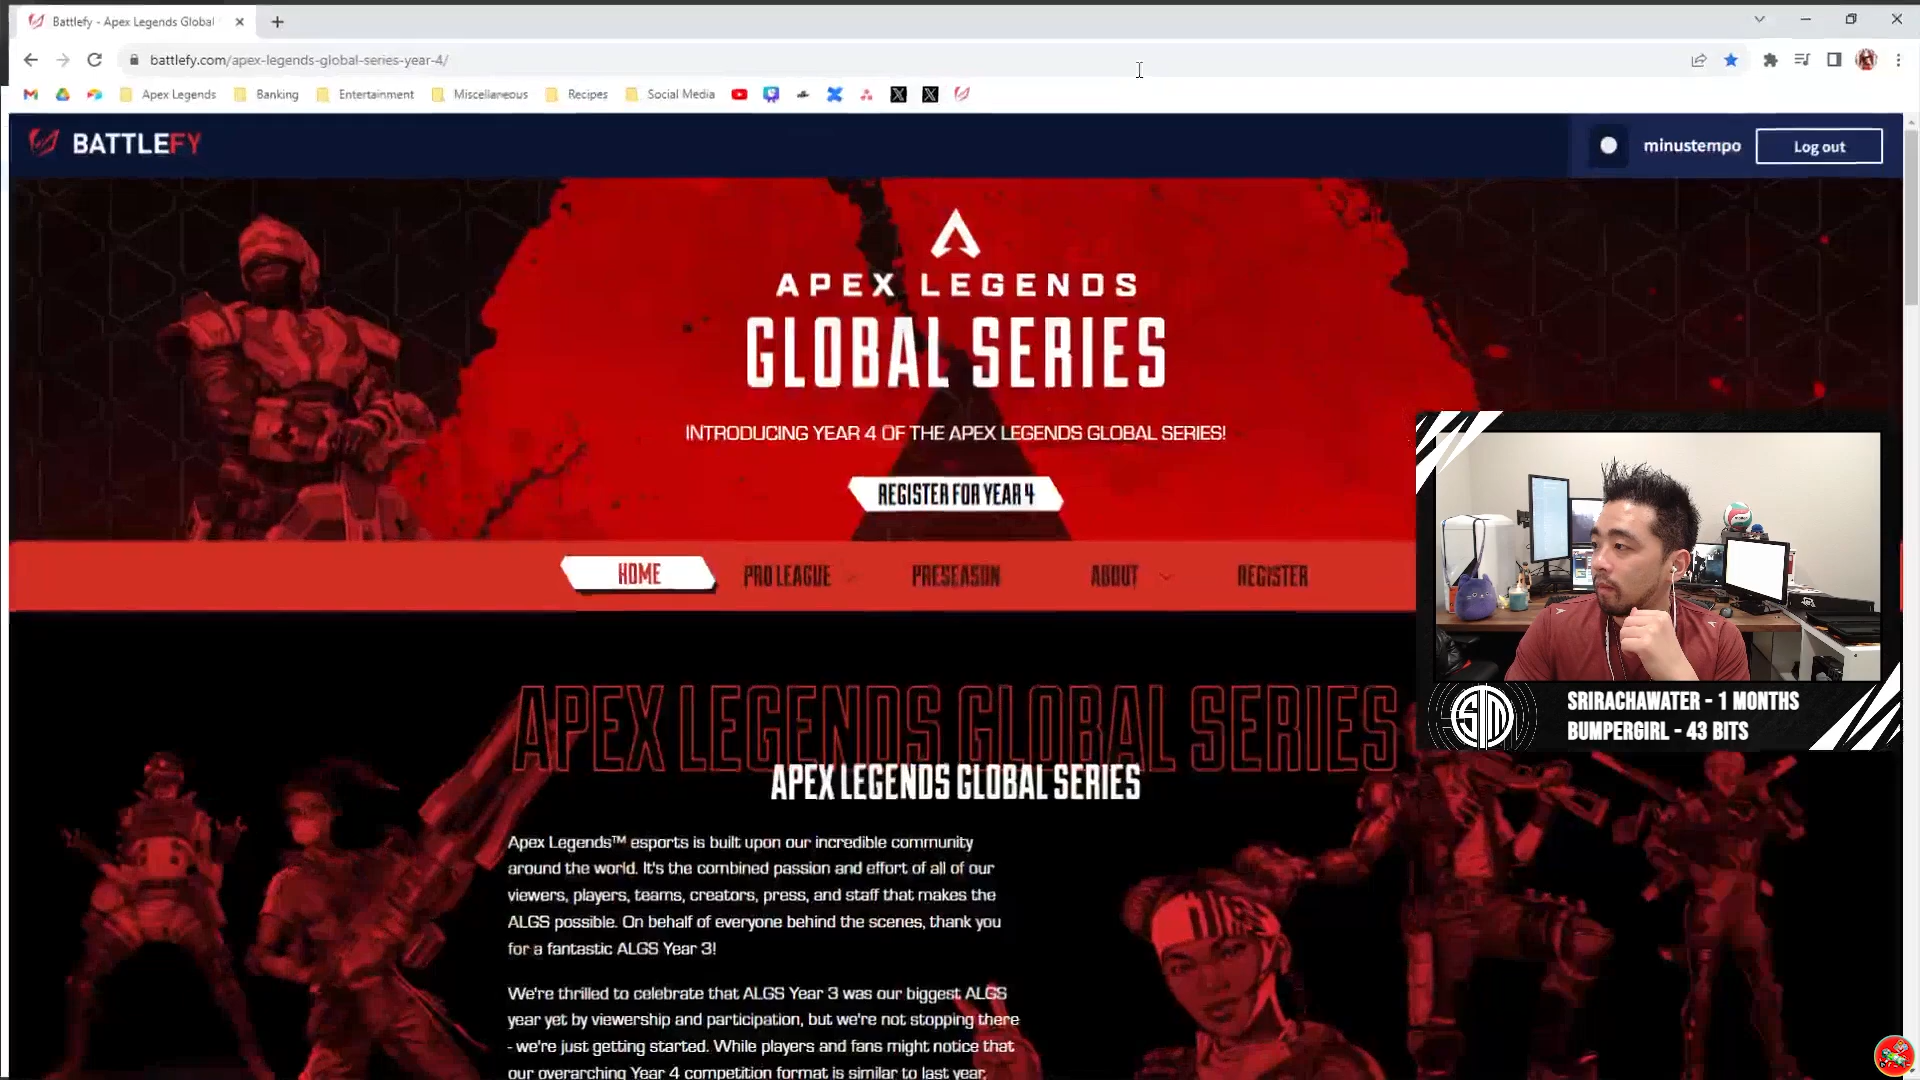 Battlefy - Apex Legends Global
battlefy.com/apex-legends-global-series-year-4/
Apex Legends
Banking
Entertainment
Miscellaneous
Recipes
Social Media
BATTLEFY
minustempo
Log out
APEX LEGENDS
GLOBAL SERIES
INTRODUCING YEAR 4 OF THE APEX LEGENDS GLOBAL SERIES!
REGISTER FOR YEAR 4
HOME
PRO LEAGUE
PRESEASON
ABOUT
REGISTER
APEX LEGENDS GLOBAL SERIES
APEX LEGENDS GLOBAL SERIES
Apex Legends™ esports is built upon our incredible community
around the world. It's the combined passion and effort of all of our
viewers, players, teams, creators, press, and staff that makes the
ALGS possible. On behalf of everyone behind the scenes, thank you
for a fantastic ALGS Year 3!
We're thrilled to celebrate that ALGS Year 3 was our biggest ALGS
year yet by viewership and participation, but we're not stopping there
- we're just getting started. While players and fans might notice that
our overarching Year 4 competition format is similar to last year,
TSM
SRIRACHAWATER - 1 MONTHS
BUMPERGIRL - 43 BITS